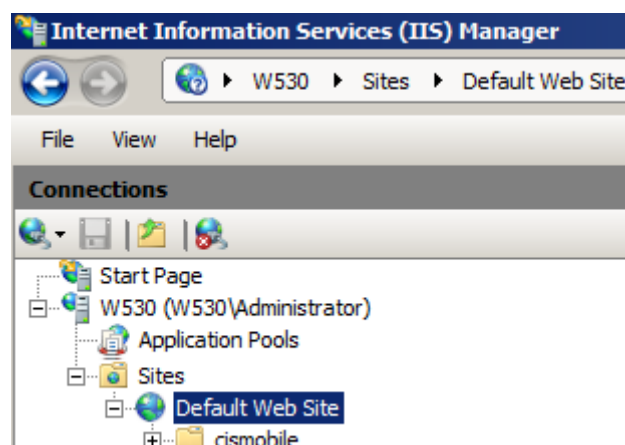 Internet Information Services (IIS) Manager
W530 Sites Default Web Site
File View Help
Connections
Start Page
W530 (W530\Administrator)
Application Pools
Sites
Default Web Site
cismobile